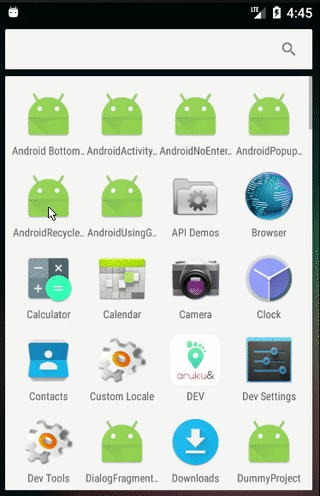 LTE 4:45
Android Bottom.. AndroidActivity.. AndroidNoEnter.. AndroidPopup..
AndroidRecycle.. AndroidUsingG.. API Demos Browser
Calculator Calendar Camera Clock
aruku&
Contacts Custom Locale DEV Dev Settings
Dev Tools DialogFragment.. Downloads DummyProject